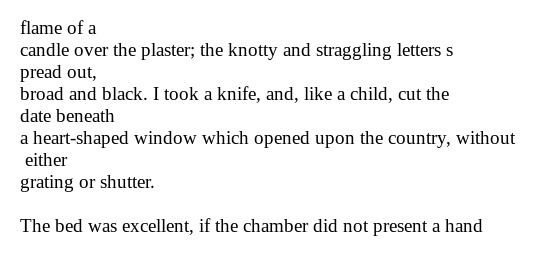 flame of a
candle over the plaster; the knotty and straggling letters s
pread out,
broad and black. I took a knife, and, like a child, cut the
date beneath
a heart-shaped window which opened upon the country, without
either
grating or shutter.

The bed was excellent, if the chamber did not present a hand